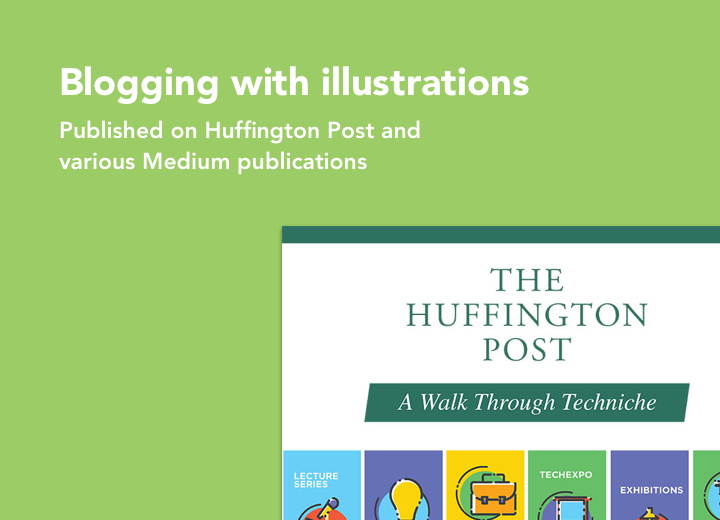 Blogging with illustrations
Published on Huffington Post and
various Medium publications
THE
HUFFINGTON
POST
A Walk Through Techniche
LECTURE
SERIES
TECHEXPO
EXHIBITIONS